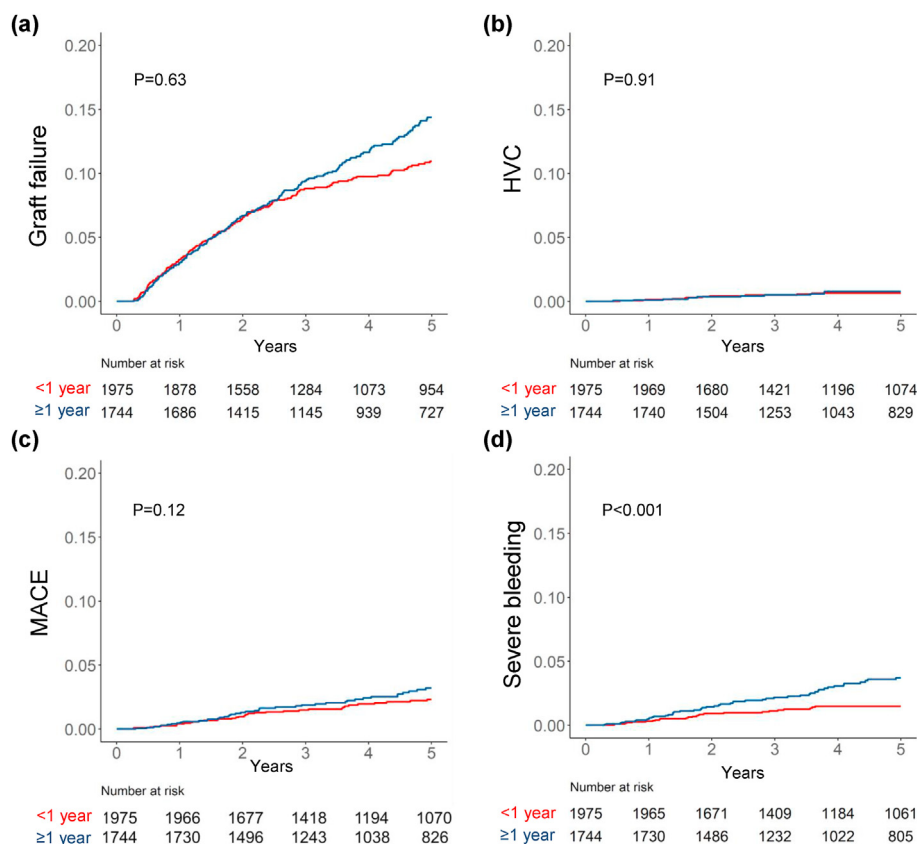 (a)
0.20
0.15
0.10
0.05
0.00
P=0.63
Graft failure
0 1 2 3 4 5
Years
Number at risk
<1 year 1975 1878 1558 1284 1073 954
≥1 year 1744 1686 1415 1145 939 727
(b)
0.20
0.15
0.10
0.05
0.00
P=0.91
HVC
0 1 2 3 4 5
Years
Number at risk
<1 year 1975 1969 1680 1421 1196 1074
≥1 year 1744 1740 1504 1253 1043 829
(c)
0.20
0.15
0.10
0.05
0.00
P=0.12
MACE
0 1 2 3 4 5
Years
Number at risk
<1 year 1975 1966 1677 1418 1194 1070
≥1 year 1744 1730 1496 1243 1038 826
(d)
0.20
0.15
0.10
0.05
0.00
P<0.001
Severe bleeding
0 1 2 3 4 5
Years
Number at risk
<1 year 1975 1965 1671 1409 1184 1061
≥1 year 1744 1730 1486 1232 1022 805